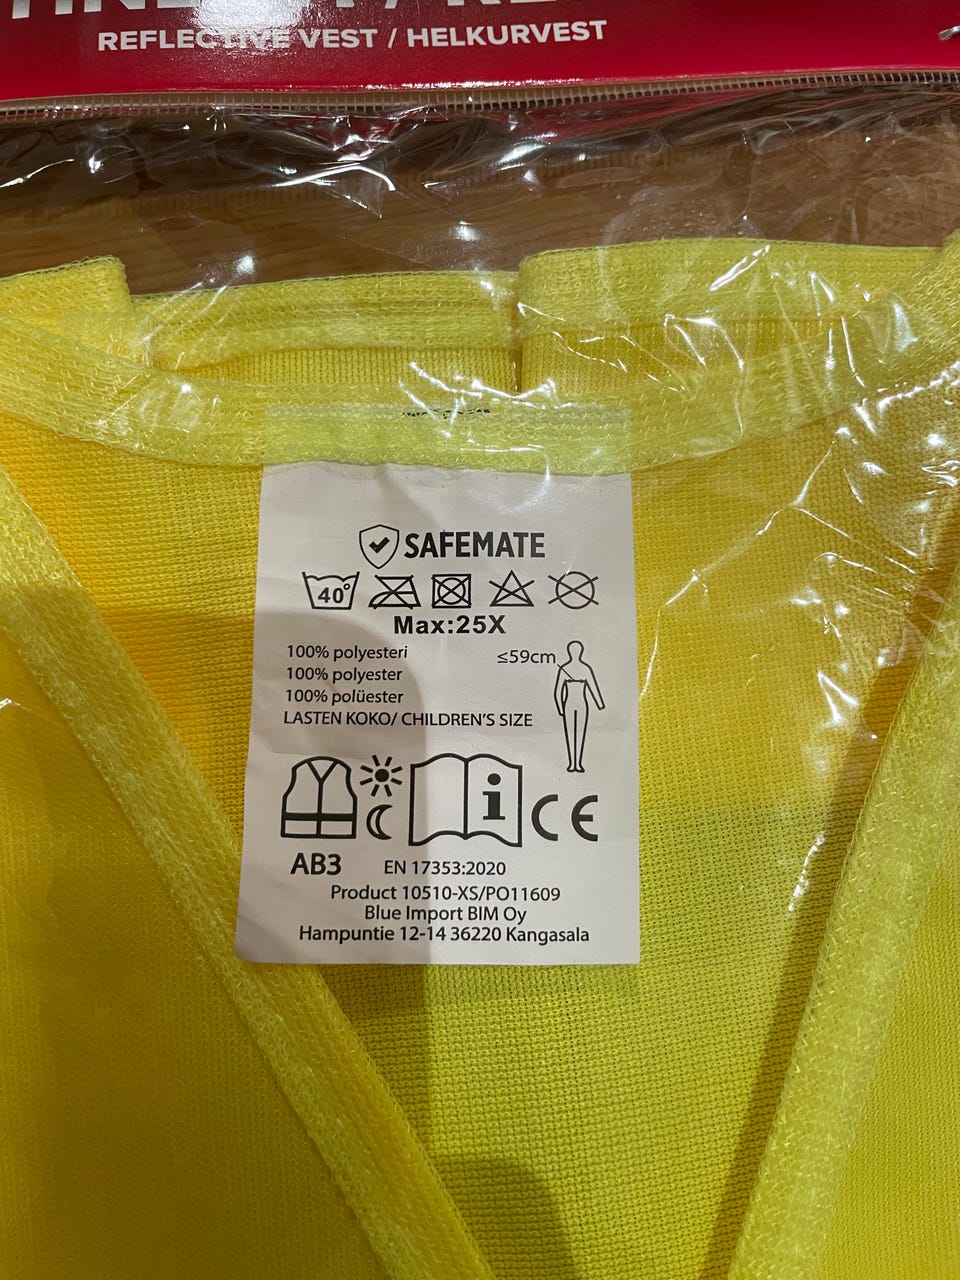 REFLECTIVE VEST / HELKURVEST
SAFEMATE
40°
Max:25X
100% polyesteri
≤59cm
100% polyester
100% polüester
LASTEN KOKO/ CHILDREN'S SIZE
i
CE
AB3
EN 17353:2020
Product 10510-XS/PO11609
Blue Import BIM Oy
Hampuntie 12-14 36220 Kangasala